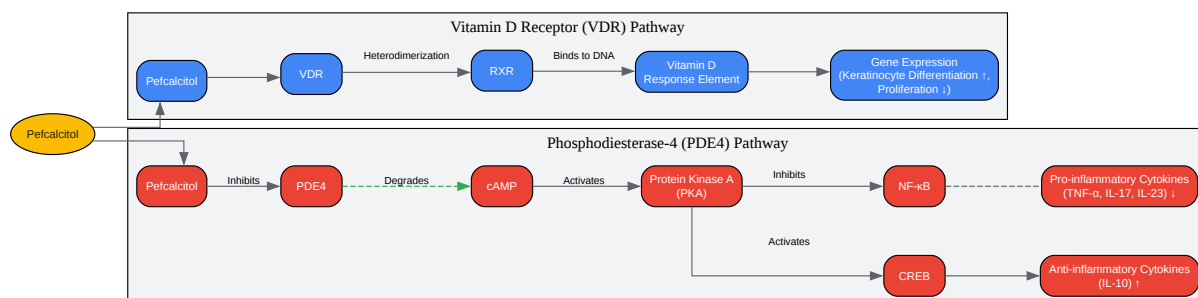 Vitamin D Receptor (VDR) Pathway
Pefcalcitol
VDR
Heterodimerization
RXR
Binds to DNA
Vitamin D
Response Element
Gene Expression
(Keratinocyte Differentiation ↑,
Proliferation ↓)
Pefcalcitol
Phosphodiesterase-4 (PDE4) Pathway
Pefcalcitol
Inhibits
PDE4
Degrades
cAMP
Activates
Protein Kinase A
(PKA)
Inhibits
NF-κB
Pro-inflammatory Cytokines
(TNF-α, IL-17, IL-23) ↓
Activates
CREB
Anti-inflammatory Cytokines
(IL-10) ↑